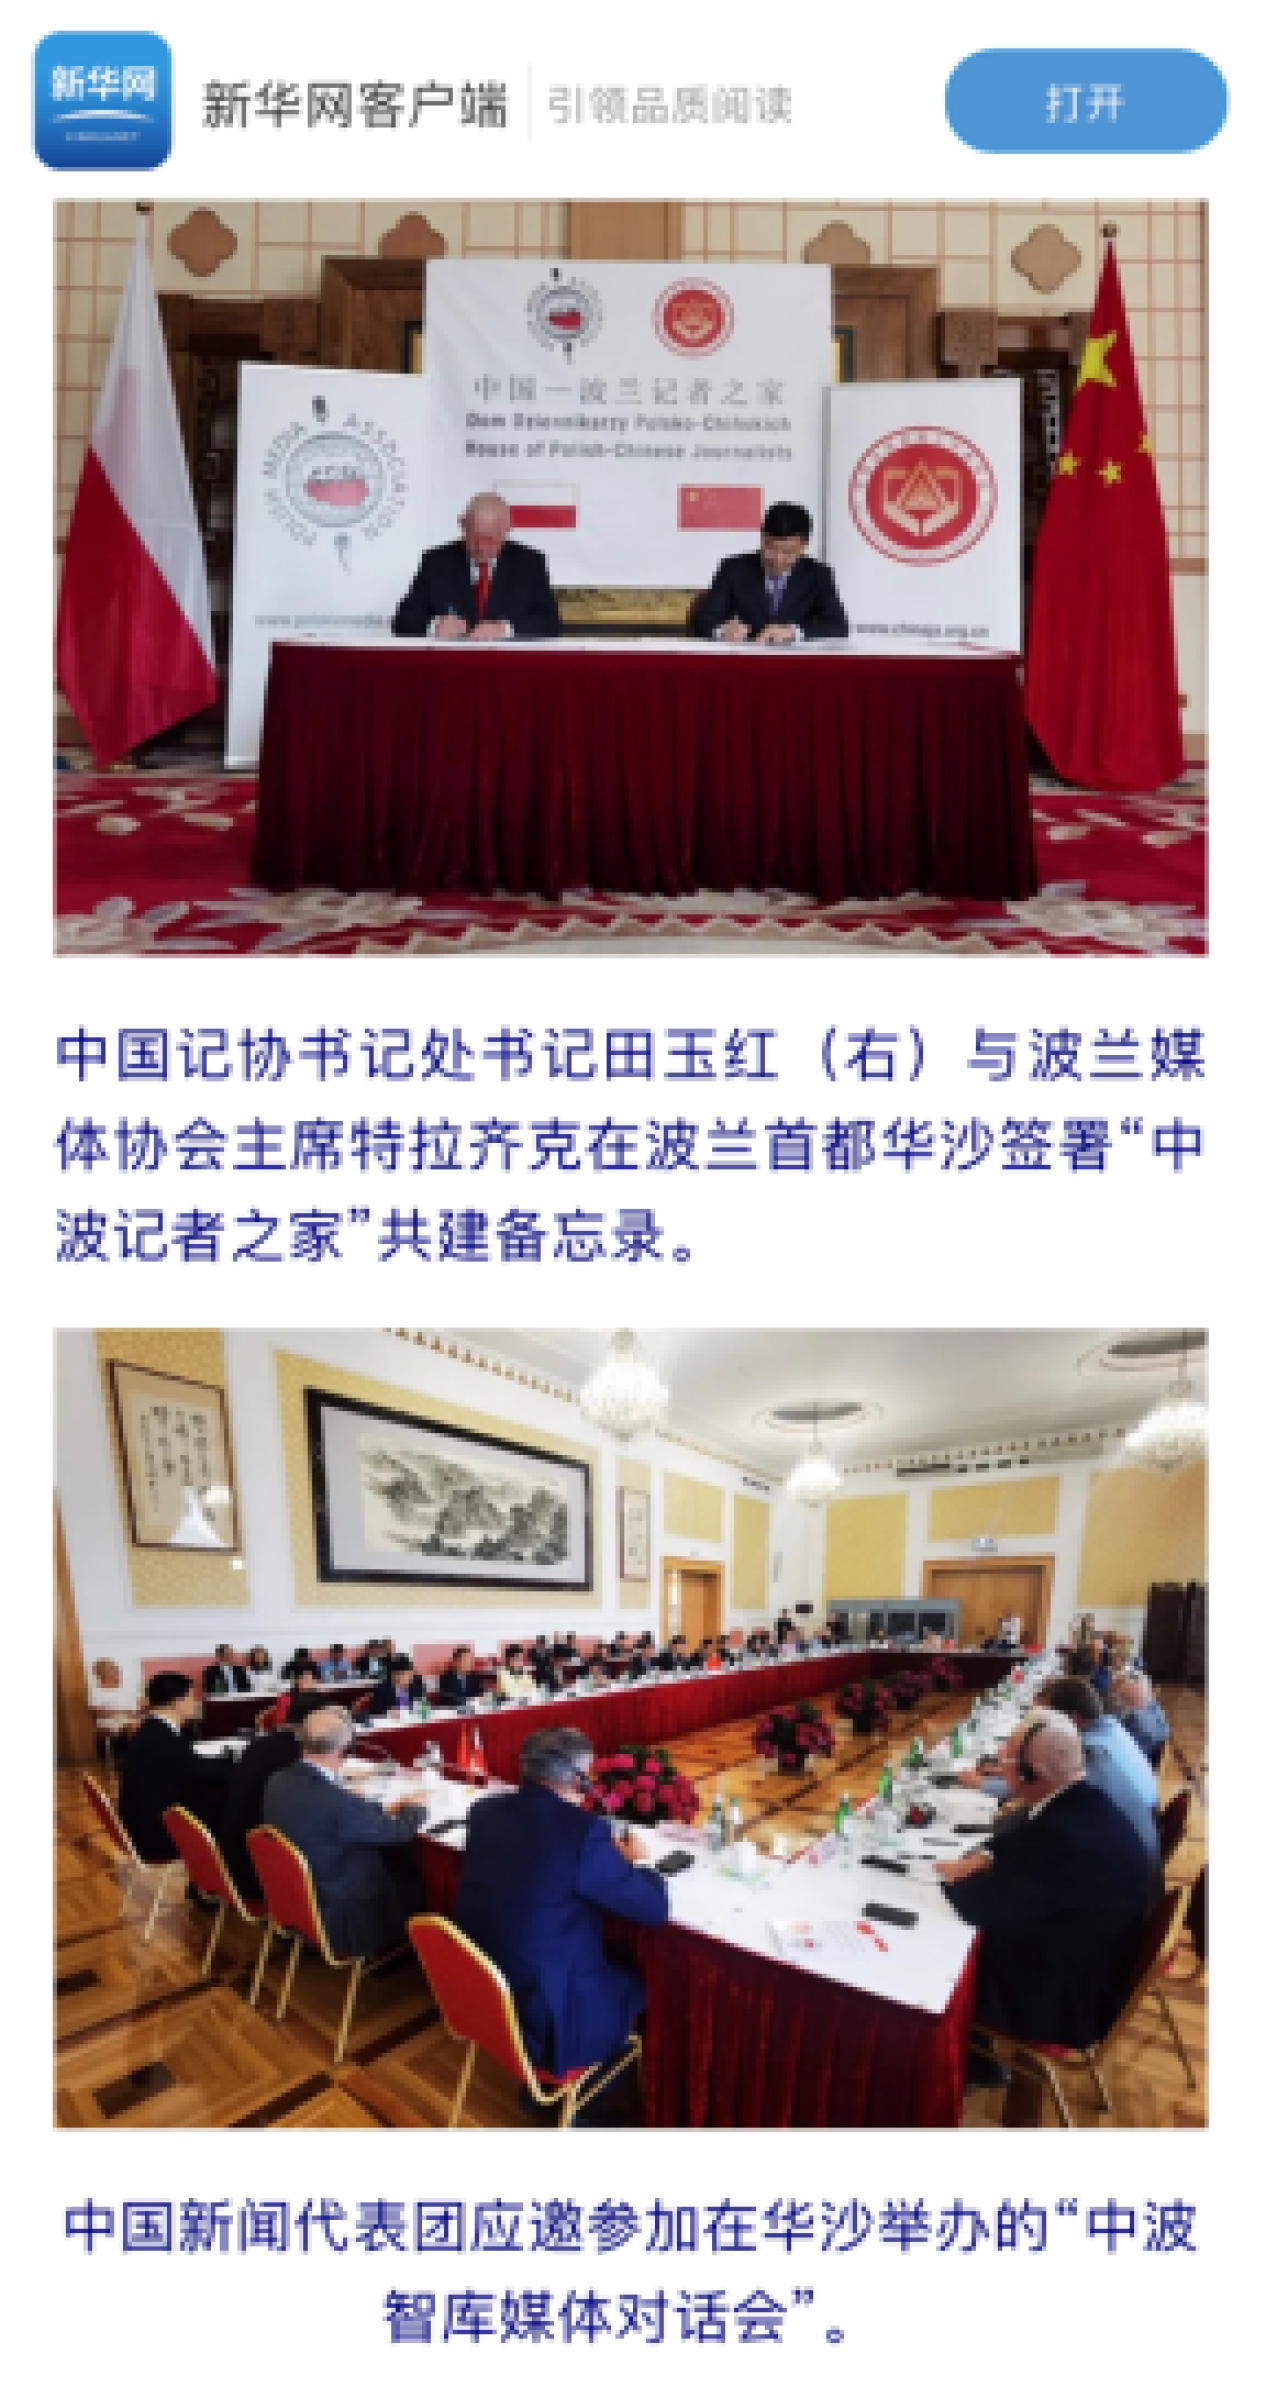 新华网
新华网客户端
引领品质阅读
打开
中国—波兰记者之家
Dom Dziennikarzy Polsko-Chińskich
House of Polish-Chinese Journalists
POLISH MEDIA ASSOCIATION
www.chinajx.org.cn
中国记协书记处书记田玉红（右）与波兰媒
体协会主席特拉齐克在波兰首都华沙签署“中
波记者之家”共建备忘录。
中国新闻代表团应邀参加在华沙举办的“中波
智库媒体对话会”。